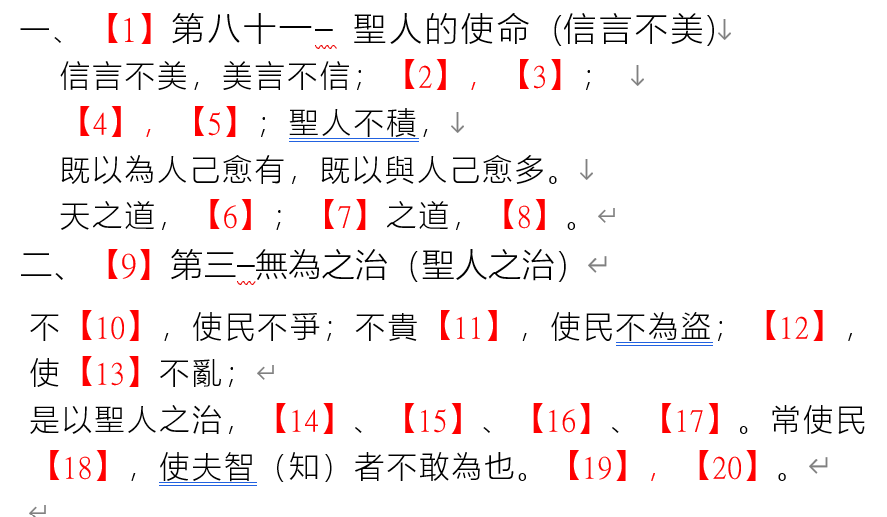 一、【1】第八十一– 聖人的使命（信言不美)↓
信言不美，美言不信；【2】，【3】； ↓
【4】，【5】；聖人不積，↓
既以為人己愈有，既以與人己愈多。↓
天之道，【6】；【7】之道，【8】。↵
二、【9】第三–無為之治（聖人之治）↵
不【10】，使民不爭；不貴【11】，使民不為盜；【12】，
使【13】不亂；↵
是以聖人之治，【14】、【15】、【16】、【17】。常使民
【18】，使夫智（知）者不敢為也。【19】，【20】。↵
↵